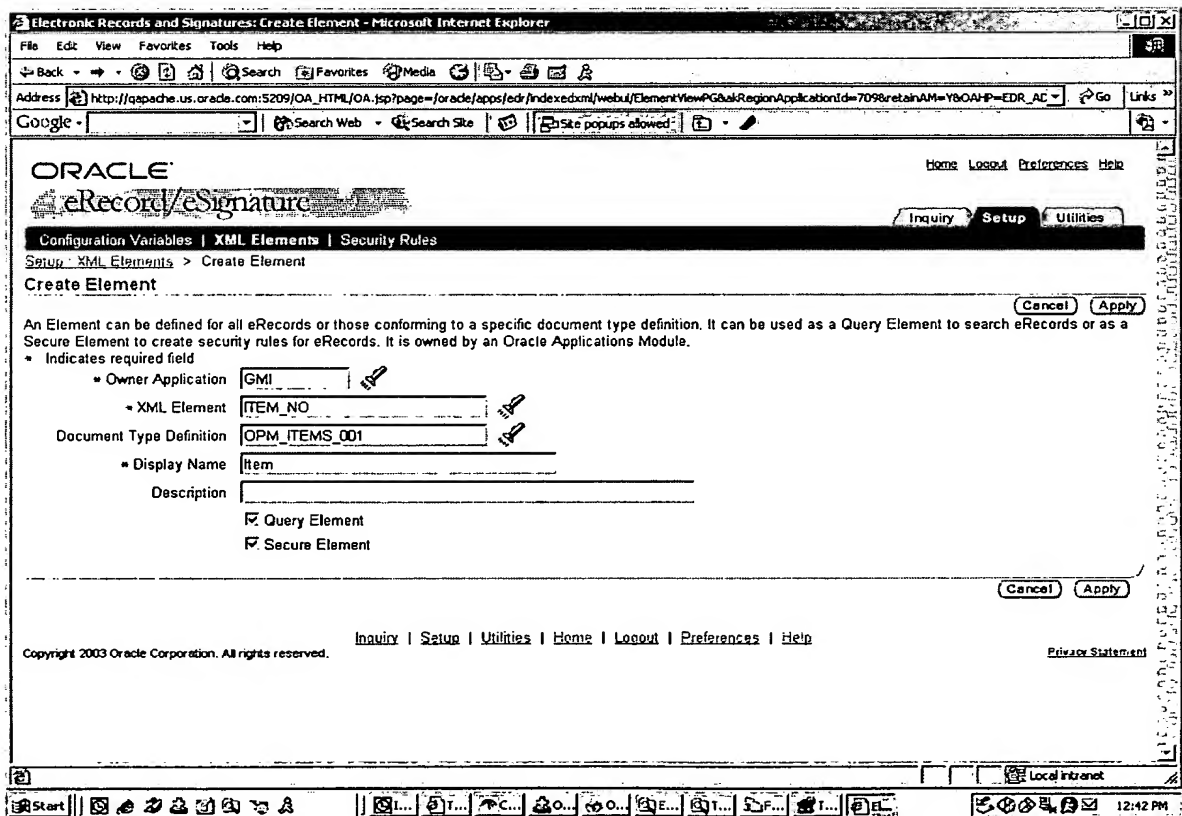 Electronic Records and Signatures: Create Element - Microsoft Internet Explorer
File Edit View Favorites Tools Help
Back Search Favorites Media
Address http://qapache.us.oracle.com:5209/OA_HTML/OA.jsp?page=/oracle/apps/edr/indexedxml/webui/ElementViewPG&akRegionApplicationId=709&retainAM=Y&OAHP=EDR_AD Go Links »
Google Search Web Search Site Site popups allowed
ORACLE
Home Logout Preferences Help
eRecord/eSignature
Inquiry Setup Utilities
Configuration Variables | XML Elements | Security Rules
Setup : XML Elements > Create Element
Create Element
Cancel Apply
An Element can be defined for all eRecords or those conforming to a specific document type definition. It can be used as a Query Element to search eRecords or as a
Secure Element to create security rules for eRecords. It is owned by an Oracle Applications Module.
* Indicates required field
* Owner Application GMI
* XML Element ITEM_NO
Document Type Definition OPM_ITEMS_001
* Display Name Item
Description
Query Element
Secure Element
Cancel Apply
Inquiry | Setup | Utilities | Home | Logout | Preferences | Help
Copyright 2003 Oracle Corporation. All rights reserved.
Privacy Statement
Local intranet
Start I... T... C... O... O... E... T... F... T... El... 12:42 PM